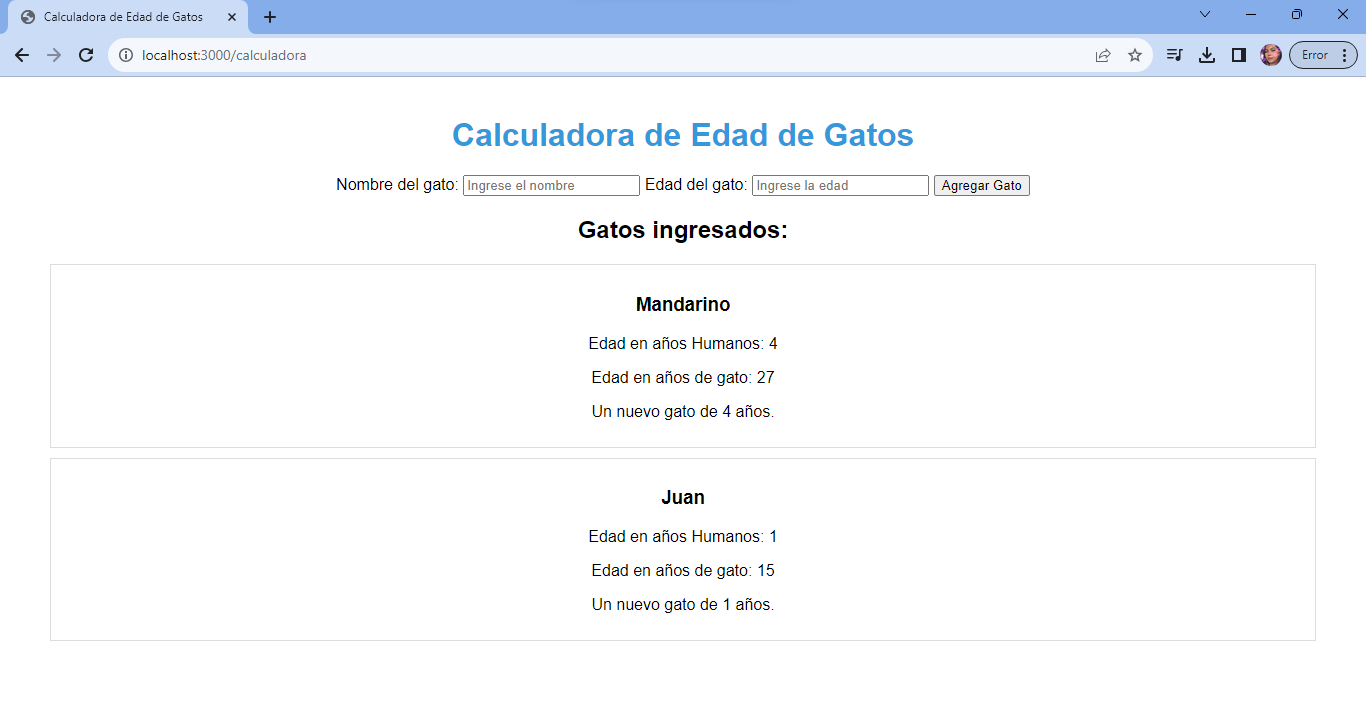 Calculadora de Edad de Gatos
localhost:3000/calculadora
Error
Calculadora de Edad de Gatos
Nombre del gato: Ingrese el nombre Edad del gato: Ingrese la edad Agregar Gato
Gatos ingresados:
Mandarino
Edad en años Humanos: 4
Edad en años de gato: 27
Un nuevo gato de 4 años.
Juan
Edad en años Humanos: 1
Edad en años de gato: 15
Un nuevo gato de 1 años.